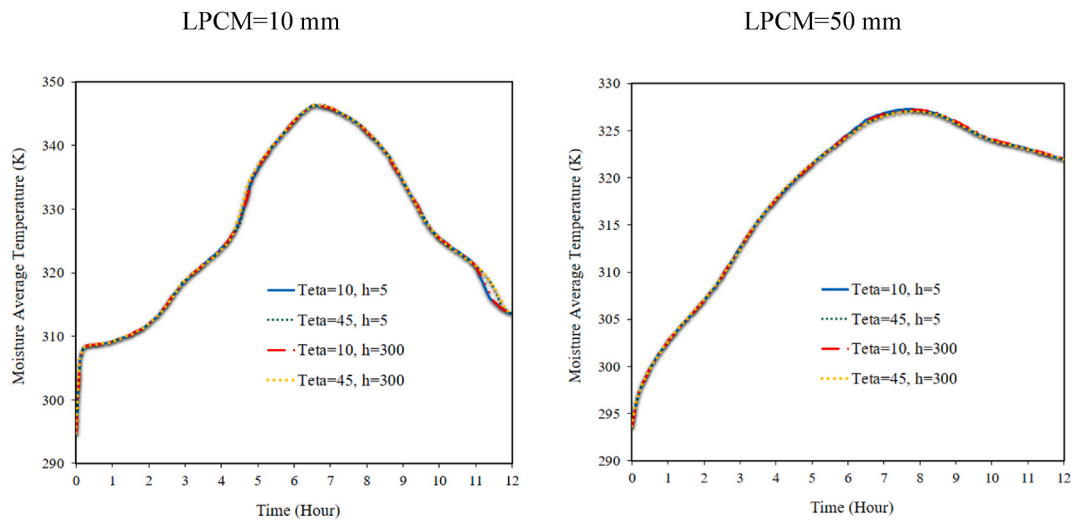 LPCM=10 mm
Moisture Average Temperature (K)
350
340
330
320
310
300
290
Teta=10, h=5
Teta=45, h=5
Teta=10, h=300
Teta=45, h=300
0 1 2 3 4 5 6 7 8 9 10 11 12
Time (Hour)
LPCM=50 mm
Moisture Average Temperature (K)
330
325
320
315
310
305
300
295
290
Teta=10, h=5
Teta=45, h=5
Teta=10, h=300
Teta=45, h=300
0 1 2 3 4 5 6 7 8 9 10 11 12
Time (Hour)